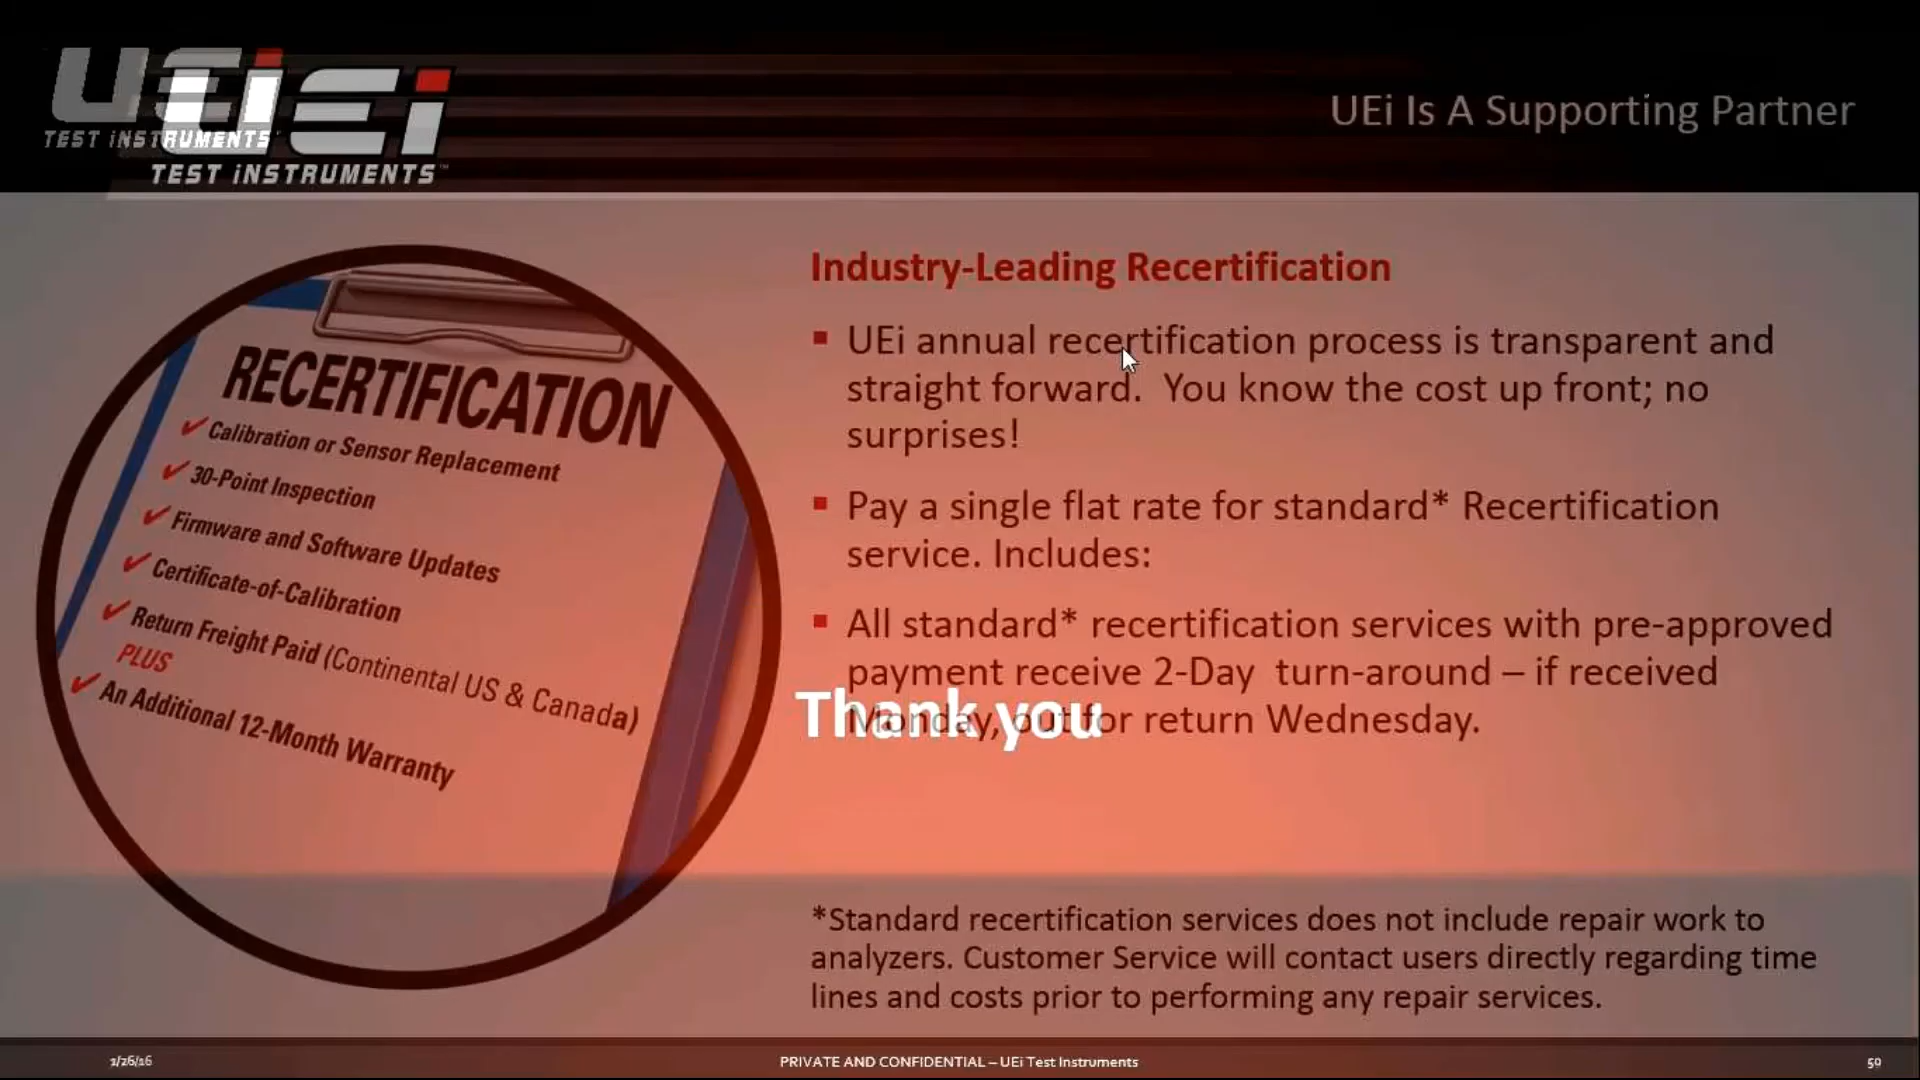 UEi
TEST iNSTRUMENTS
UEi
TEST iNSTRUMENTS™
UEi Is A Supporting Partner
RECERTIFICATION
✔ Calibration or Sensor Replacement
✔ 30-Point Inspection
✔ Firmware and Software Updates
✔ Certificate-of-Calibration
✔ Return Freight Paid (Continental US & Canada)
PLUS
✔ An Additional 12-Month Warranty
Industry-Leading Recertification
▪ UEi annual recertification process is transparent and
straight forward. You know the cost up front; no
surprises!
▪ Pay a single flat rate for standard* Recertification
service. Includes:
▪ All standard* recertification services with pre-approved
payment receive 2-Day turn-around – if received
Monday, out for return Wednesday.
Thank you
*Standard recertification services does not include repair work to
analyzers. Customer Service will contact users directly regarding time
lines and costs prior to performing any repair services.
1/26/16
PRIVATE AND CONFIDENTIAL – UEi Test Instruments
50